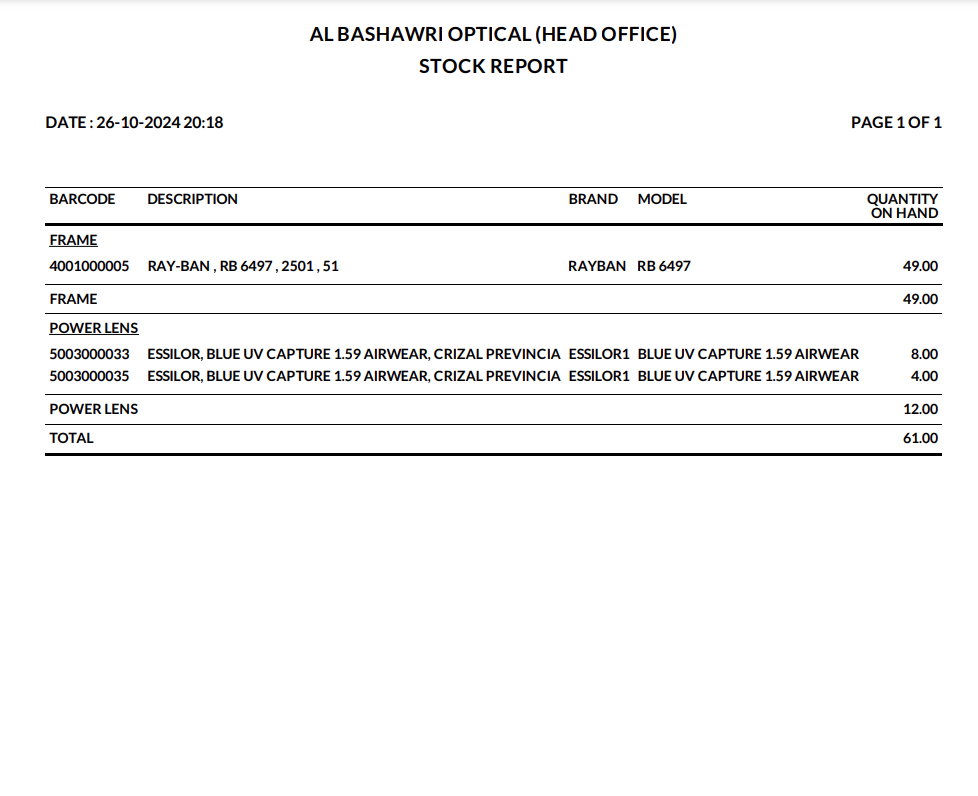 AL BASHAWRI OPTICAL (HEAD OFFICE)
STOCK REPORT
DATE : 26-10-2024 20:18 PAGE 1 OF 1
BARCODE DESCRIPTION BRAND MODEL QUANTITY
ON HAND
FRAME
4001000005 RAY-BAN , RB 6497 , 2501 , 51 RAYBAN RB 6497 49.00
FRAME 49.00
POWER LENS
5003000033 ESSILOR, BLUE UV CAPTURE 1.59 AIRWEAR, CRIZAL PREVINCIA ESSILOR1 BLUE UV CAPTURE 1.59 AIRWEAR 8.00
5003000035 ESSILOR, BLUE UV CAPTURE 1.59 AIRWEAR, CRIZAL PREVINCIA ESSILOR1 BLUE UV CAPTURE 1.59 AIRWEAR 4.00
POWER LENS 12.00
TOTAL 61.00